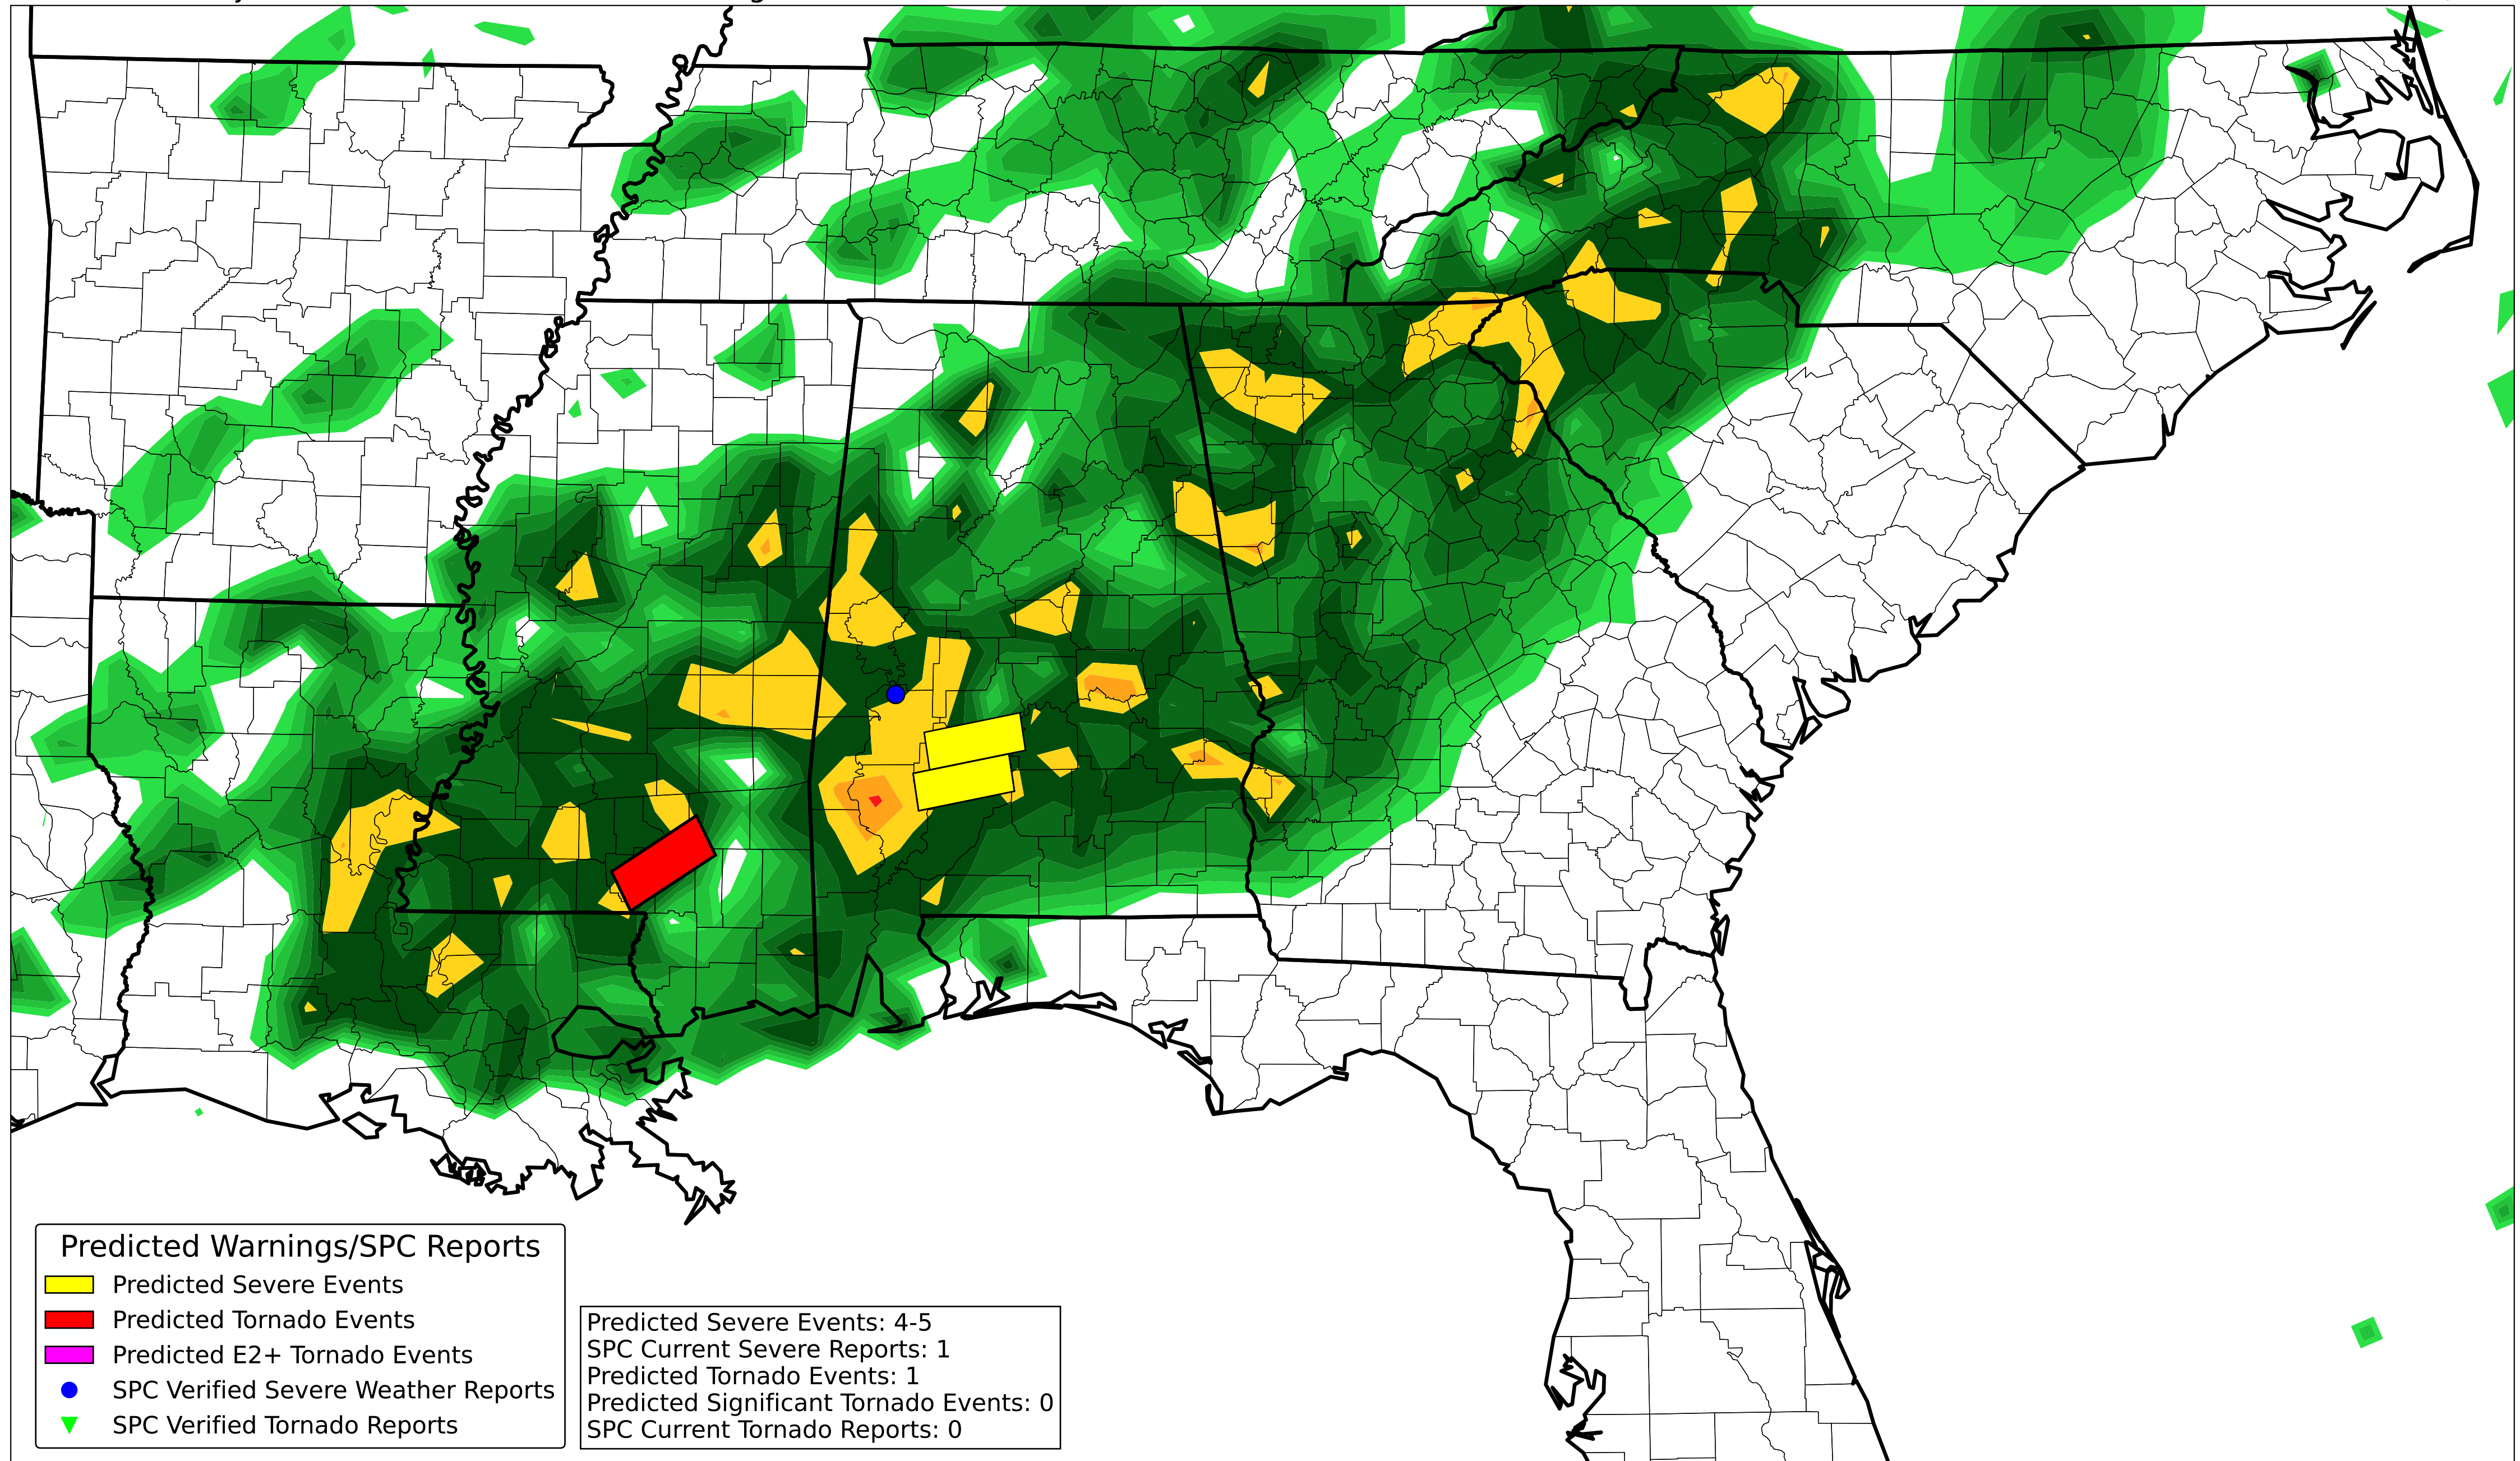 Predicted Warnings/SPC Reports
Predicted Severe Events
Predicted Tornado Events
Predicted E2+ Tornado Events
SPC Verified Severe Weather Reports
SPC Verified Tornado Reports
Predicted Severe Events: 4-5
SPC Current Severe Reports: 1
Predicted Tornado Events: 1
Predicted Significant Tornado Events: 0
SPC Current Tornado Reports: 0